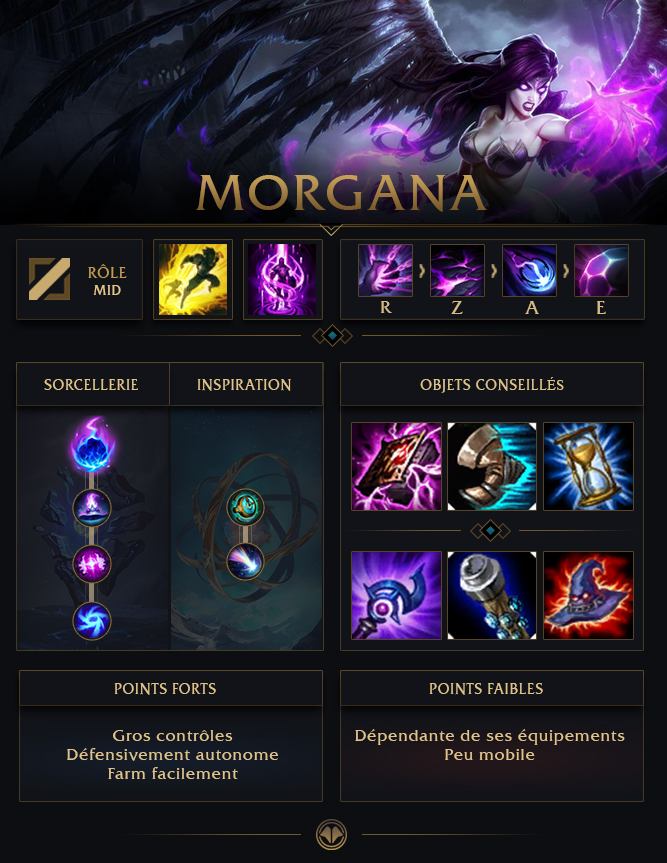 MORGANA
RÔLE
MID
R Z A E
SORCELLERIE
INSPIRATION
OBJETS CONSEILLÉS
POINTS FORTS
Gros contrôles
Défensivement autonome
Farm facilement
POINTS FAIBLES
Dépendante de ses équipements
Peu mobile